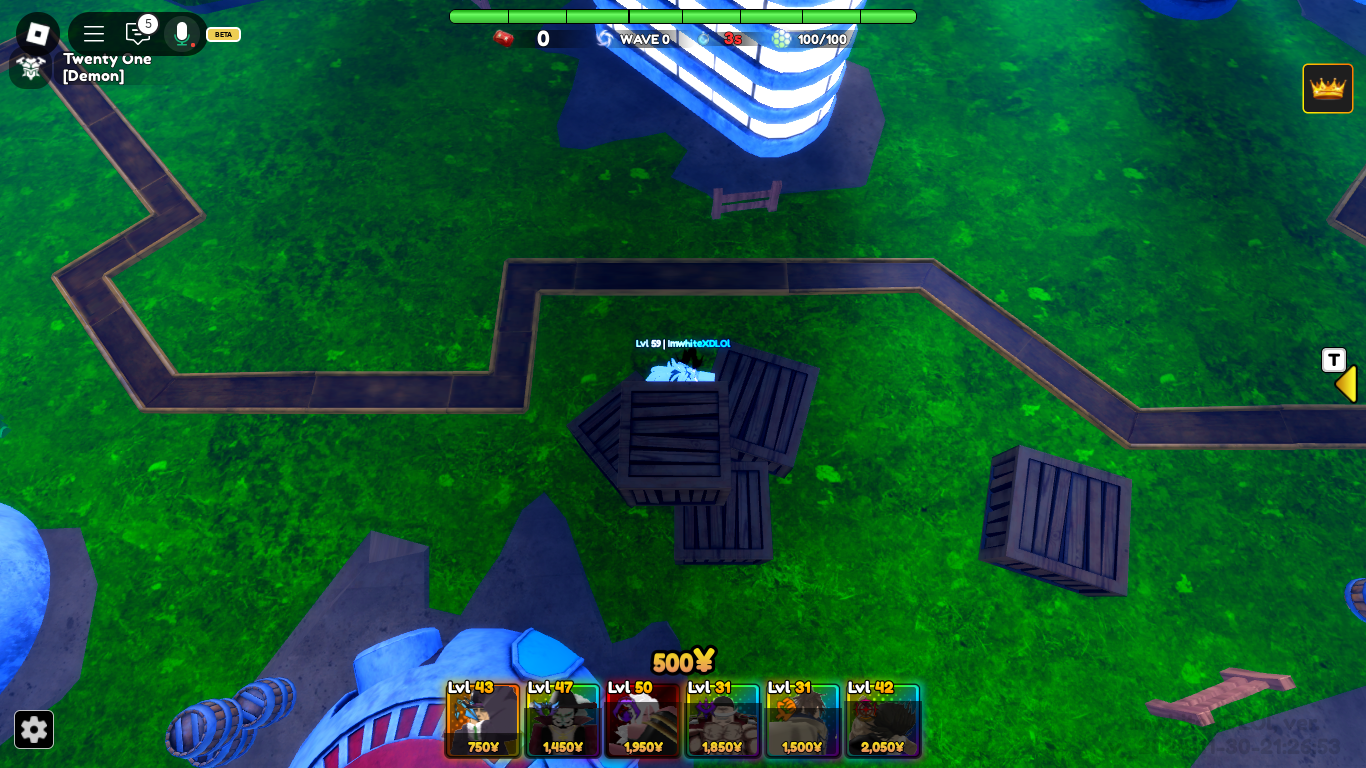 5
BETA
Twenty One
[Demon]
0
WAVE 0
3s
100/100
T
Lvl 59 | ImwhiteXDLOl
500¥
Lvl 43
Lvl 47
Lvl 50
Lvl 31
Lvl 31
Lvl 42
750¥
1,450¥
1,950¥
1,850¥
1,500¥
2,050¥